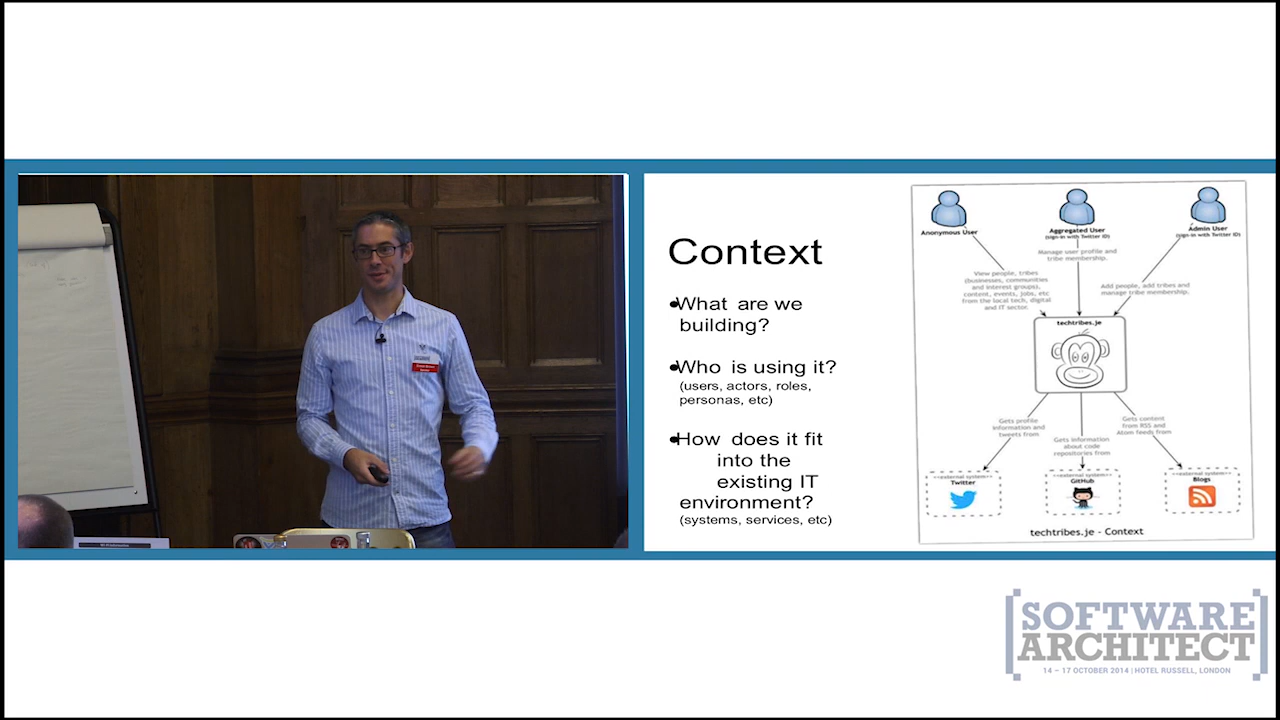 Context
•What are we
building?
•Who is using it?
(users, actors, roles,
personas, etc)
•How does it fit
into the
existing IT
environment?
(systems, services, etc)
Anonymous User
Aggregated User
(sign-in with Twitter ID)
Admin User
(sign-in with Twitter ID)
View people, tribes
(businesses, communities
and interest groups),
content, events, jobs, etc
from the local tech, digital
and IT sector.
Manage user profile and
tribe membership.
Add people, add tribes and
manage tribe membership.
techtribes.je
Gets profile
information and
tweets from
Gets information
about code
repositories from
Gets content
from RSS and
Atom feeds from
<<external system>>
Twitter
<<external system>>
GitHub
<<external system>>
Blogs
techtribes.je - Context
[SOFTWARE
ARCHITECT]
14 – 17 OCTOBER 2014 | HOTEL RUSSELL, LONDON